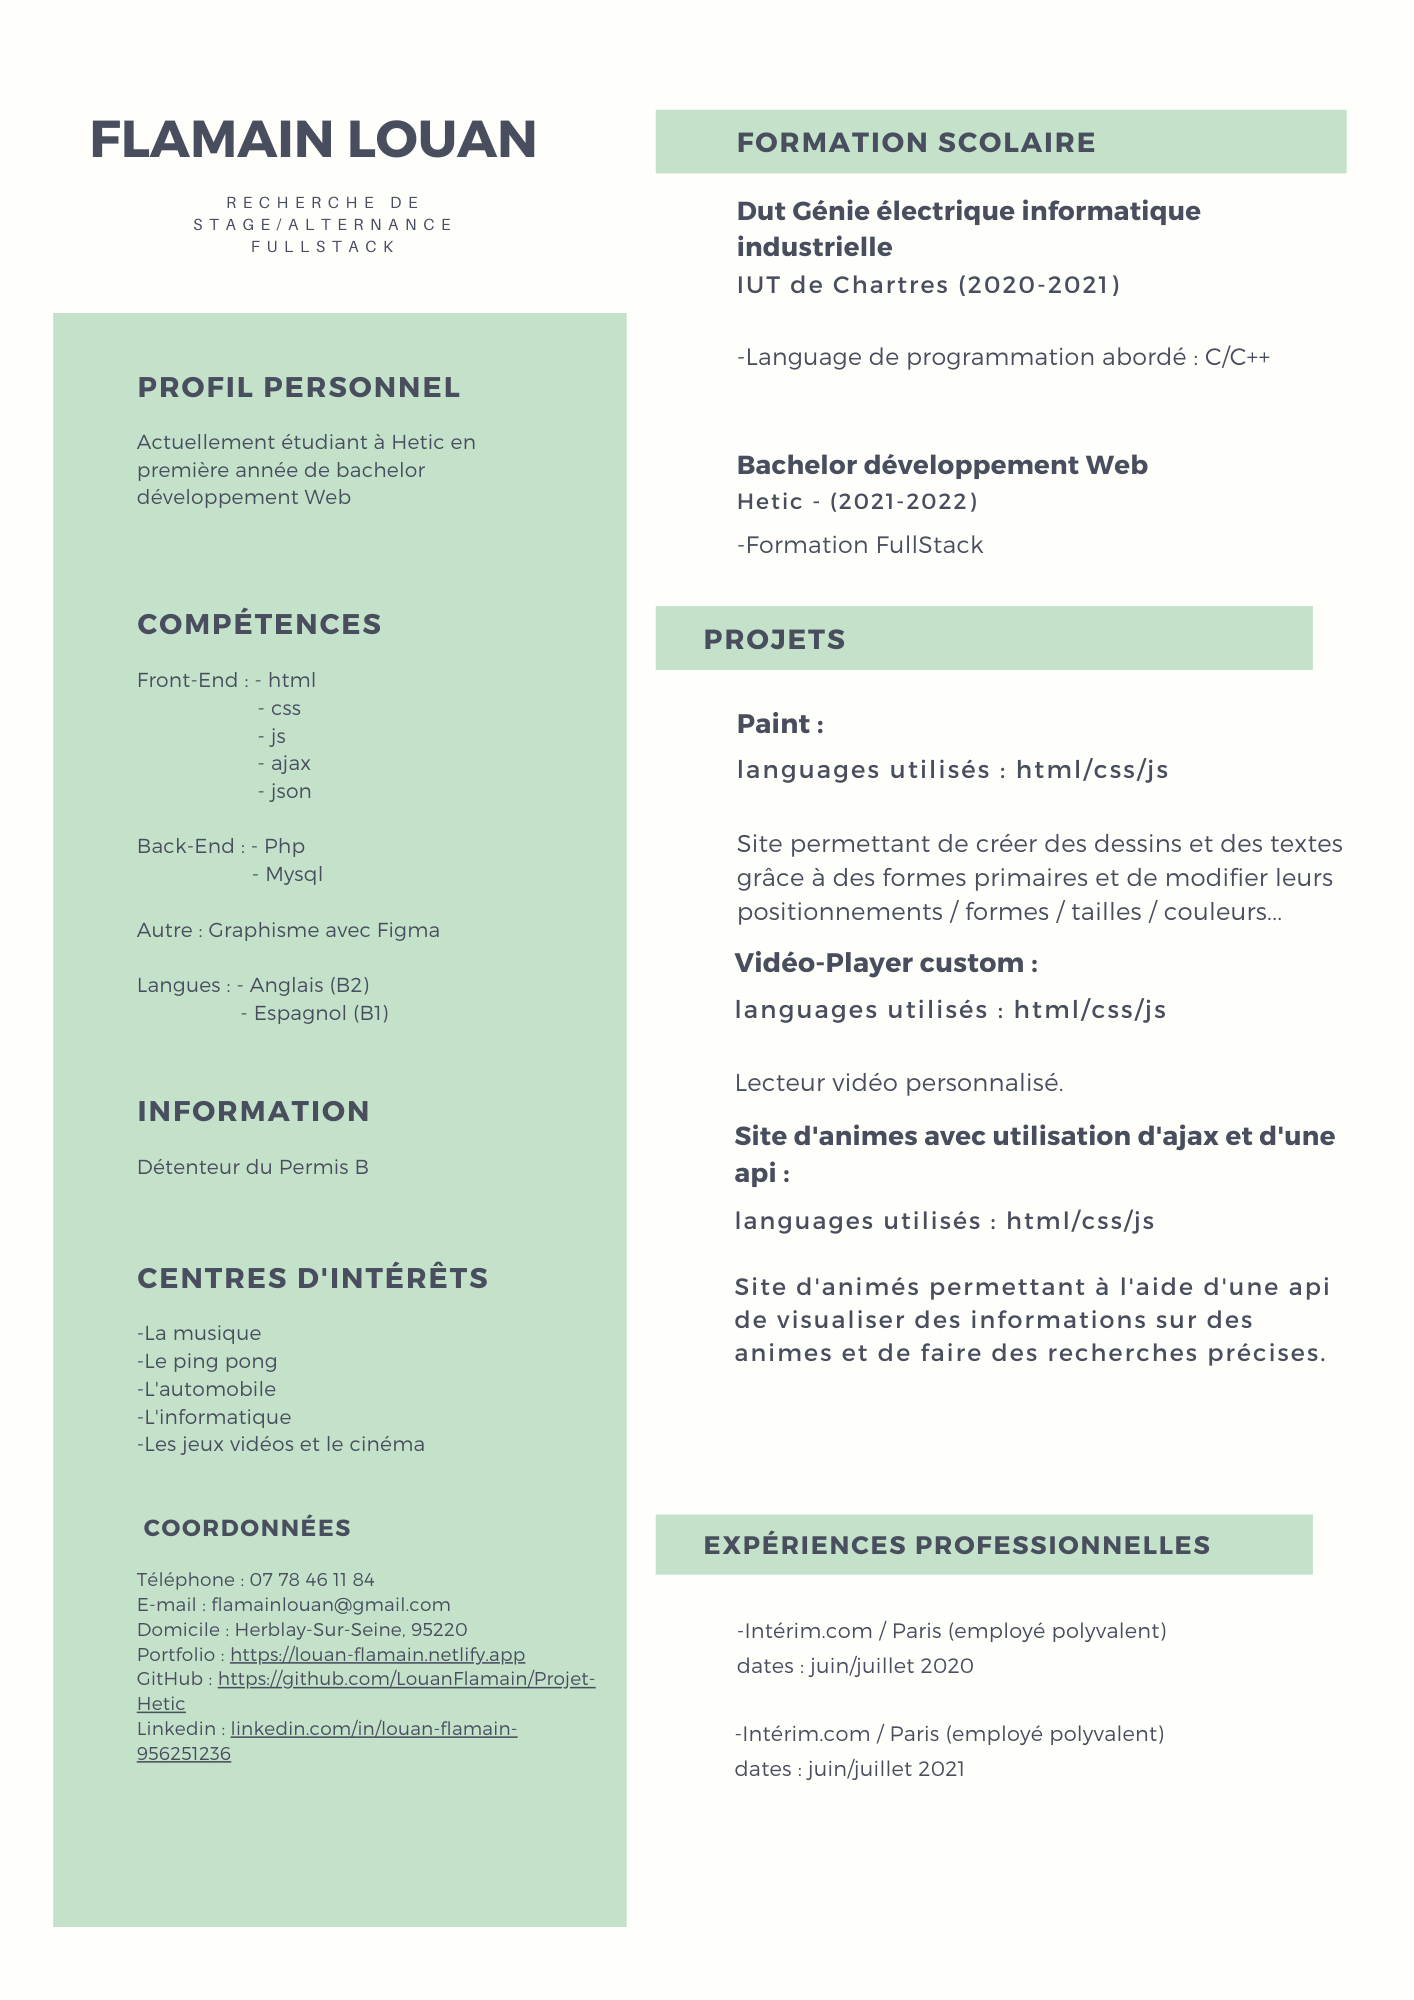 FLAMAIN LOUAN
RECHERCHE DE
STAGE/ALTERNANCE
FULLSTACK
PROFIL PERSONNEL
Actuellement étudiant à Hetic en
première année de bachelor
développement Web
COMPÉTENCES
Front-End : - html
- css
- js
- ajax
- json
Back-End : - Php
- Mysql
Autre : Graphisme avec Figma
Langues : - Anglais (B2)
- Espagnol (B1)
INFORMATION
Détenteur du Permis B
CENTRES D'INTÉRÊTS
-La musique
-Le ping pong
-L'automobile
-L'informatique
-Les jeux vidéos et le cinéma
COORDONNÉES
Téléphone : 07 78 46 11 84
E-mail : flamainlouan@gmail.com
Domicile : Herblay-Sur-Seine, 95220
Portfolio : https://louan-flamain.netlify.app
GitHub : https://github.com/LouanFlamain/Projet-
Hetic
Linkedin : linkedin.com/in/louan-flamain-
956251236
FORMATION SCOLAIRE
Dut Génie électrique informatique
industrielle
IUT de Chartres (2020-2021)
-Language de programmation abordé : C/C++
Bachelor développement Web
Hetic - (2021-2022)
-Formation FullStack
PROJETS
Paint :
languages utilisés : html/css/js
Site permettant de créer des dessins et des textes
grâce à des formes primaires et de modifier leurs
positionnements / formes / tailles / couleurs...
Vidéo-Player custom :
languages utilisés : html/css/js
Lecteur vidéo personnalisé.
Site d'animes avec utilisation d'ajax et d'une
api :
languages utilisés : html/css/js
Site d'animés permettant à l'aide d'une api
de visualiser des informations sur des
animes et de faire des recherches précises.
EXPÉRIENCES PROFESSIONNELLES
-Intérim.com / Paris (employé polyvalent)
dates : juin/juillet 2020
-Intérim.com / Paris (employé polyvalent)
dates : juin/juillet 2021